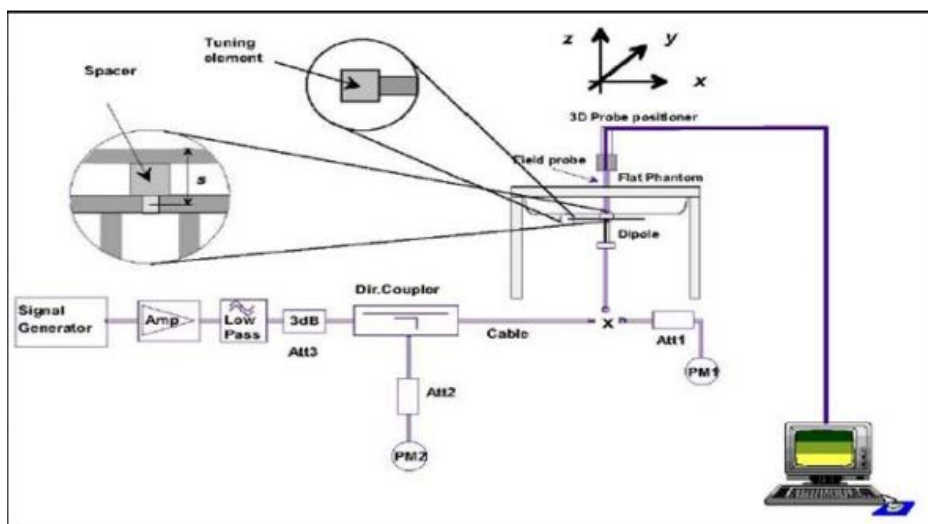 Tuning
element
Spacer
s
z
y
x
3D Probe positioner
Field probe
Flat Phantom
Dipole
Signal
Generator
Amp
Low
Pass
3dB
Att3
Dir.Coupler
Cable
Att2
PM2
X
Att1
PM1